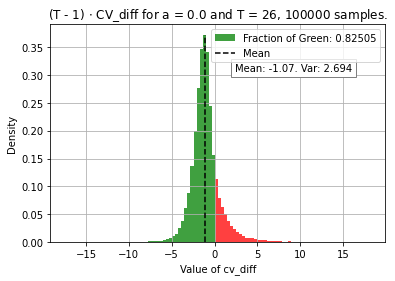 (T - 1) · CV_diff for a = 0.0 and T = 26, 100000 samples.
Fraction of Green: 0.82505
Mean
Mean: -1.07. Var: 2.694
Density
0.35
0.30
0.25
0.20
0.15
0.10
0.05
0.00
−15 −10 −5 0 5 10 15
Value of cv_diff